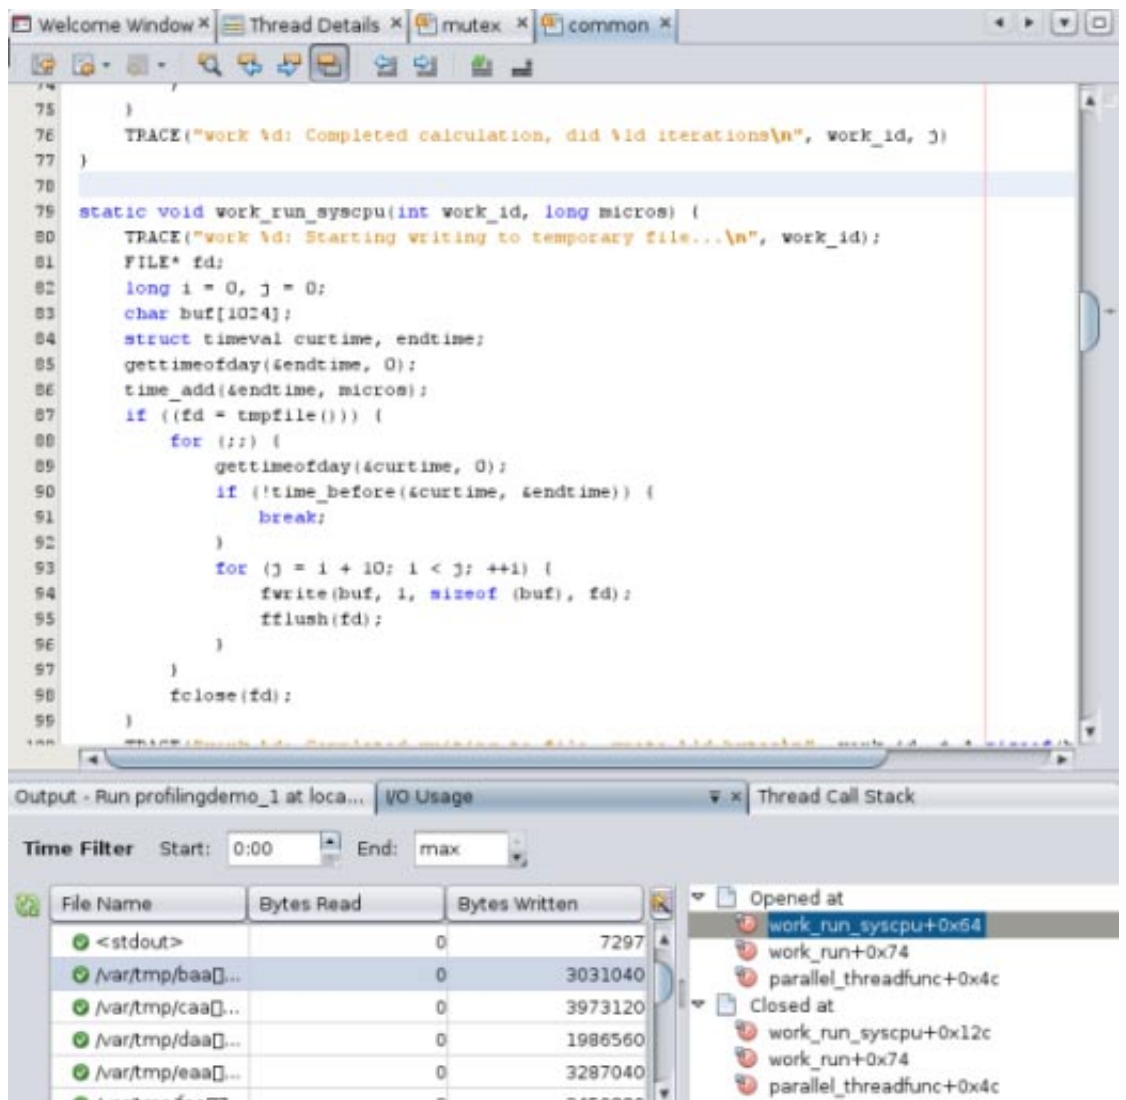 Welcome Window × Thread Details × mutex × common ×
75 }
76 TRACE("work %d: Completed calculation, did %ld iterations\n", work_id, j)
77 }
78
79 static void work_run_syscpu(int work_id, long micros) {
80 TRACE("work %d: Starting writing to temporary file...\n", work_id);
81 FILE* fd;
82 long i = 0, j = 0;
83 char buf[1024];
84 struct timeval curtime, endtime;
85 gettimeofday(&endtime, 0);
86 time_add(&endtime, micros);
87 if ((fd = tmpfile())) {
88 for (;;) {
89 gettimeofday(&curtime, 0);
90 if (!time_before(&curtime, &endtime)) {
91 break;
92 }
93 for (j = i + 10; i < j; ++i) {
94 fwrite(buf, 1, sizeof (buf), fd);
95 fflush(fd);
96 }
97 }
98 fclose(fd);
99 }
Output - Run profilingdemo_1 at loca... I/O Usage × Thread Call Stack
Time Filter Start: 0:00 End: max
File Name Bytes Read Bytes Written
<stdout> 0 7297
/var/tmp/baa▯... 0 3031040
/var/tmp/caa▯... 0 3973120
/var/tmp/daa▯... 0 1986560
/var/tmp/eaa▯... 0 3287040
Opened at
work_run_syscpu+0x64
work_run+0x74
parallel_threadfunc+0x4c
Closed at
work_run_syscpu+0x12c
work_run+0x74
parallel_threadfunc+0x4c